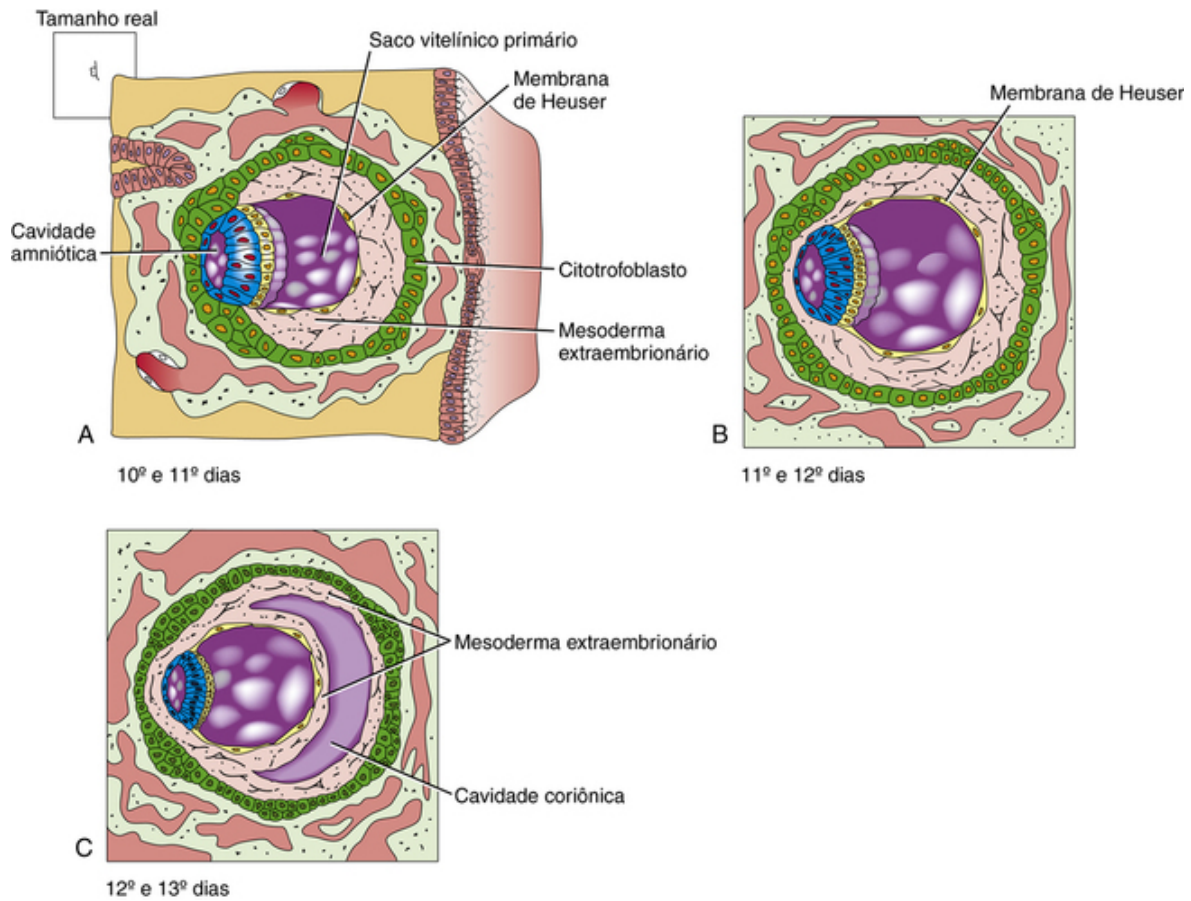 Tamanho real
Saco vitelínico primário
Membrana
de Heuser
Cavidade
amniótica
Citotrofoblasto
Mesoderma
extraembrionário
A
10º e 11º dias
Membrana de Heuser
B
11º e 12º dias
Mesoderma extraembrionário
Cavidade coriônica
C
12º e 13º dias